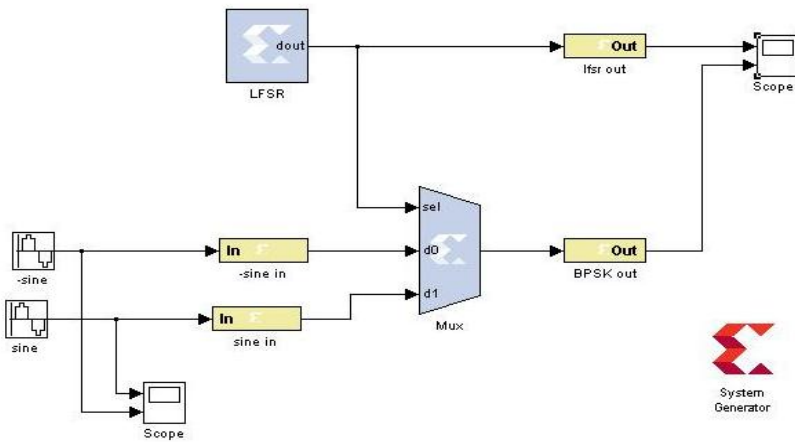 dout
LFSR
Out
lfsr out
Scope
sel
d0
d1
Mux
In
-sine in
-sine
In
sine in
sine
Out
BPSK out
Scope
System
Generator